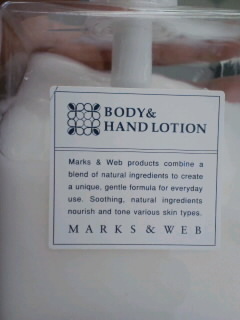 BODY&
HAND LOTION
Marks & Web products combine a
blend of natural ingredients to create
a unique, gentle formula for everyday
use. Soothing, natural ingredients
nourish and tone various skin types.
MARKS & WEB